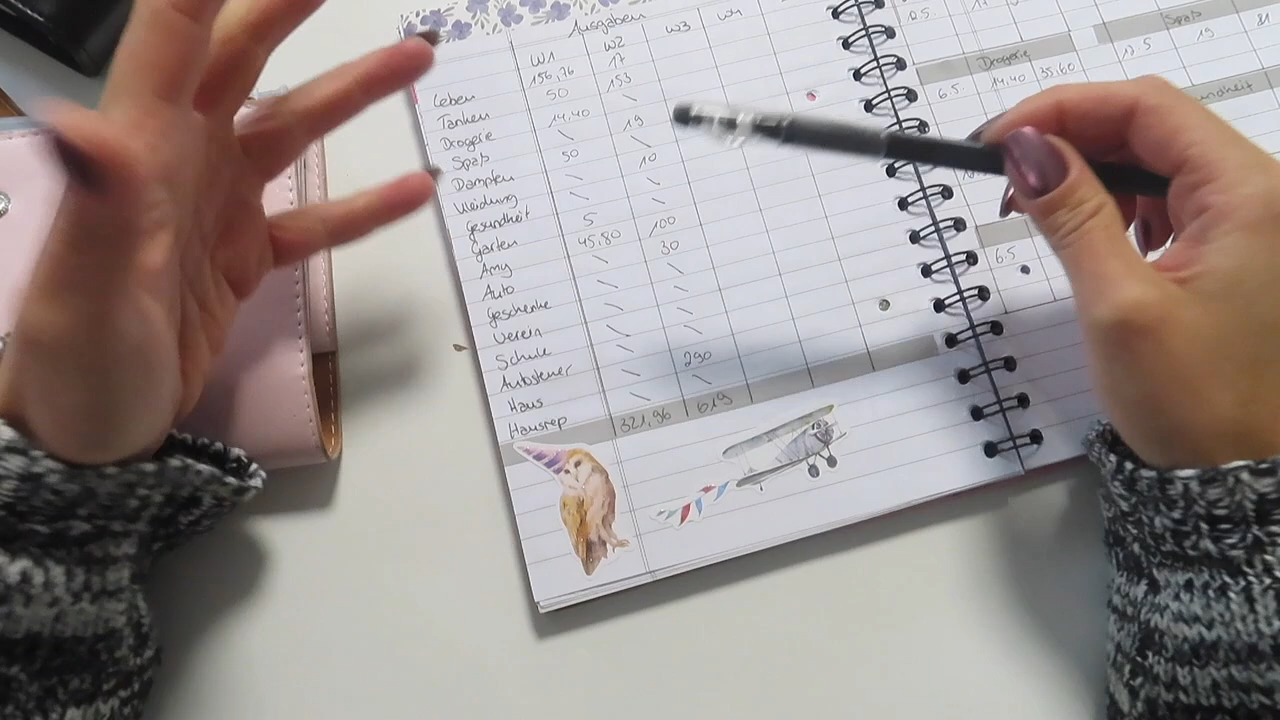 Ausgaben
W1 W2 W3 W4
Leben 156,76 17
Tanken 50 153
Drogerie 14.40 \
Spaß \ 19
Dampfen 50 \
Kleidung \ 10
Gesundheit \ \
Garten 5 \
Amy 45.80 100
Auto \ 30
Geschenke \ \
Verein \ \
Schule \ \
Autosteuer \ 290
Haus \ \
Hausrep
321,96 619
Spaß
17.5 19
Drogerie
6.5. 14.40 35,60
undheit
6.5